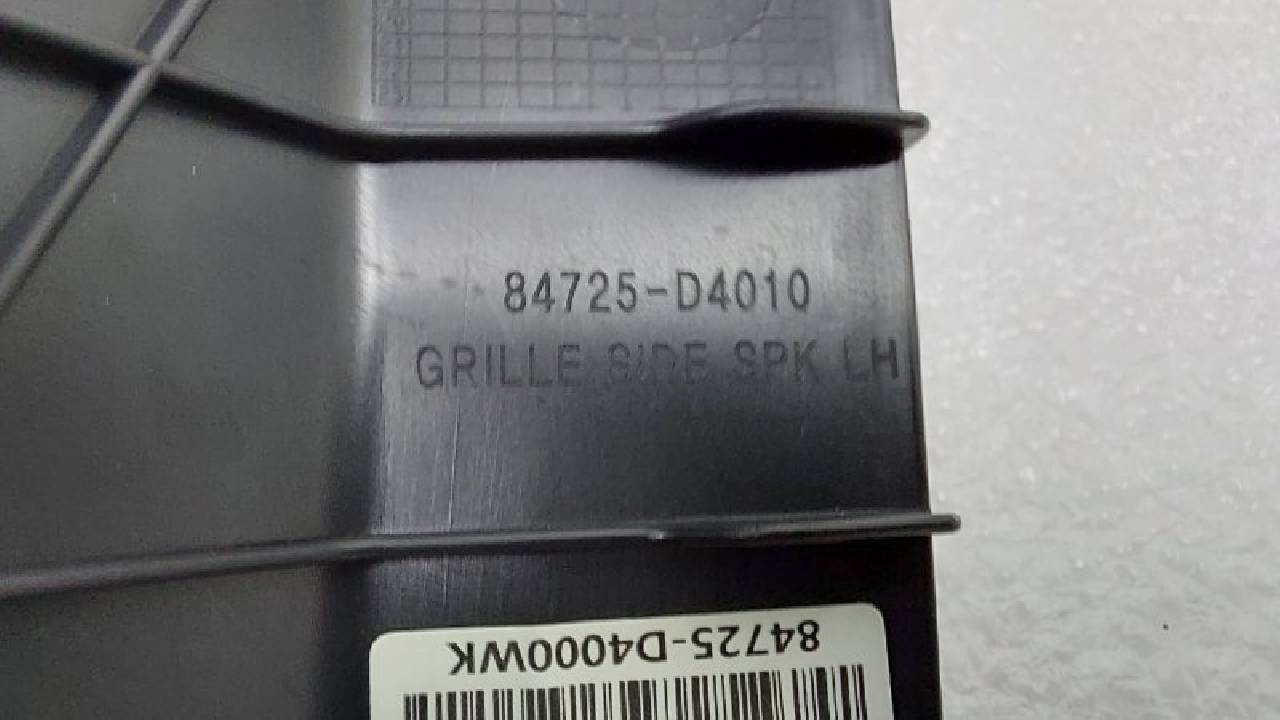 84725-D4010
GRILLE SIDE SPK LH
84725-D4000WK